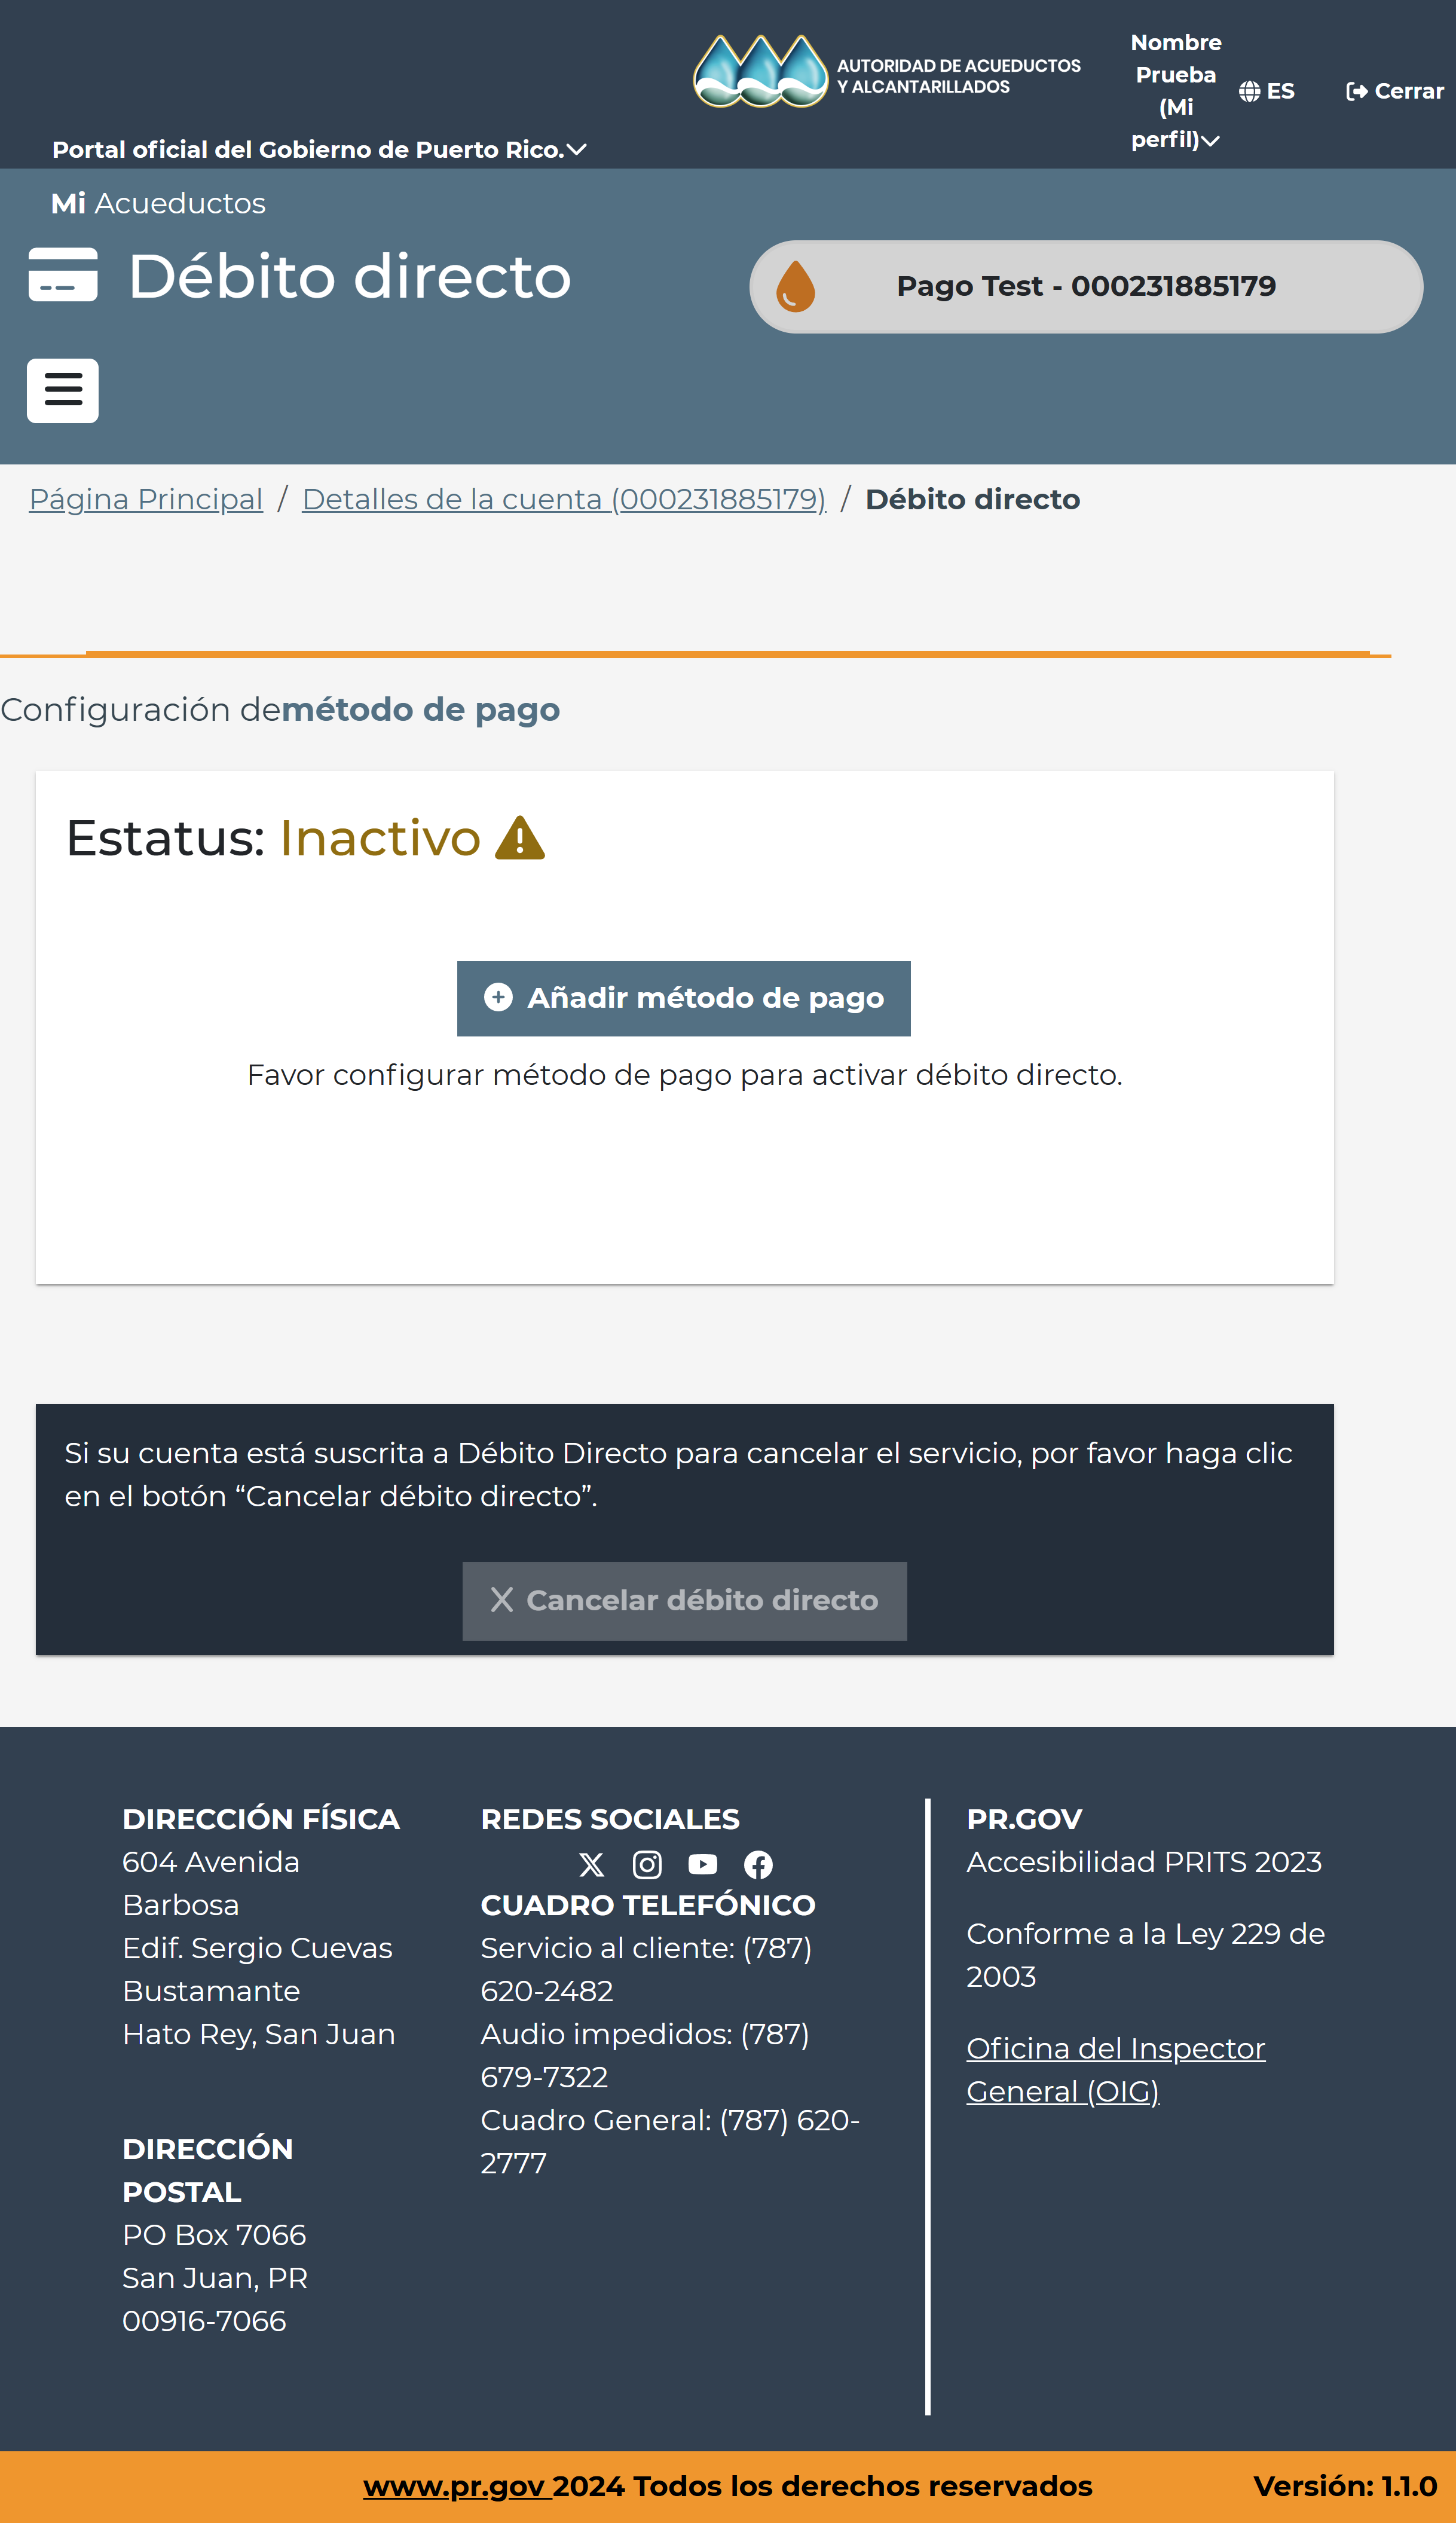 AUTORIDAD DE ACUEDUCTOS
Y ALCANTARILLADOS
Nombre
Prueba
(Mi
perfil)
ES
Cerrar
Portal oficial del Gobierno de Puerto Rico.
Mi Acueductos
Débito directo
Pago Test - 000231885179
Página Principal / Detalles de la cuenta (000231885179) / Débito directo
Configuración demétodo de pago
Estatus: Inactivo
Añadir método de pago
Favor configurar método de pago para activar débito directo.
Si su cuenta está suscrita a Débito Directo para cancelar el servicio, por favor haga clic
en el botón “Cancelar débito directo”.
Cancelar débito directo
DIRECCIÓN FÍSICA
604 Avenida
Barbosa
Edif. Sergio Cuevas
Bustamante
Hato Rey, San Juan
DIRECCIÓN
POSTAL
PO Box 7066
San Juan, PR
00916-7066
REDES SOCIALES
CUADRO TELEFÓNICO
Servicio al cliente: (787)
620-2482
Audio impedidos: (787)
679-7322
Cuadro General: (787) 620-
2777
PR.GOV
Accesibilidad PRITS 2023
Conforme a la Ley 229 de
2003
Oficina del Inspector
General (OIG)
www.pr.gov 2024 Todos los derechos reservados
Versión: 1.1.0